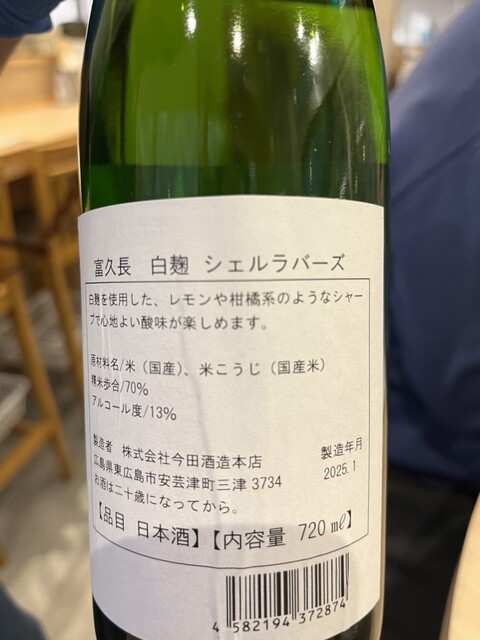 富久長 白麹 シェルラバーズ
白麹を使用した、レモンや柑橘系のようなシャー
プで心地よい酸味が楽しめます。
原材料名/米（国産）、米こうじ（国産米）
精米歩合/70%
アルコール度/13%
製造者 株式会社今田酒造本店
広島県東広島市安芸津町三津 3734
お酒は二十歳になってから。
製造年月
2025.1
【品目 日本酒】【内容量 720㎖】
4 582194 372874